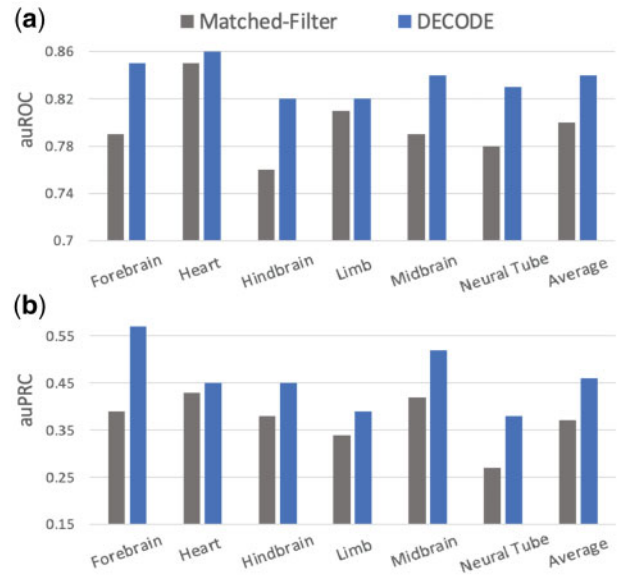 (a) Matched-Filter DECODE
0.86
0.82
0.78
0.74
0.7
auROC
Forebrain Heart Hindbrain Limb Midbrain Neural Tube Average
(b)
0.55
0.45
0.35
0.25
0.15
auPRC
Forebrain Heart Hindbrain Limb Midbrain Neural Tube Average